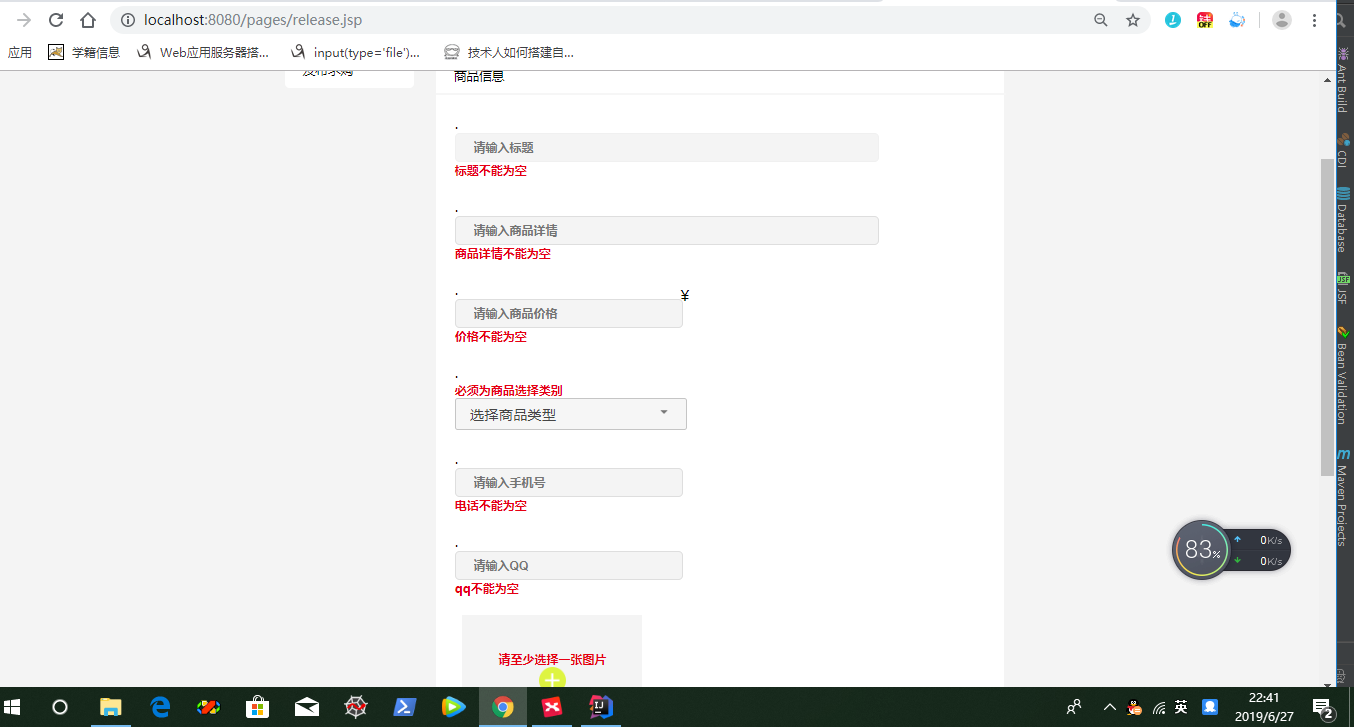 localhost:8080/pages/release.jsp
应用
学籍信息
Web应用服务器搭...
input(type='file')...
技术人如何搭建自...
发布求购
商品信息
请输入标题
标题不能为空
请输入商品详情
商品详情不能为空
¥
请输入商品价格
价格不能为空
必须为商品选择类别
选择商品类型
请输入手机号
电话不能为空
请输入QQ
qq不能为空
请至少选择一张图片
OFF
Ant Build
CDI
Database
JSF
JSF
Bean Validation
m
Maven Projects
83%
0K/s
0K/s
IJ
英
22:41
2019/6/27
2